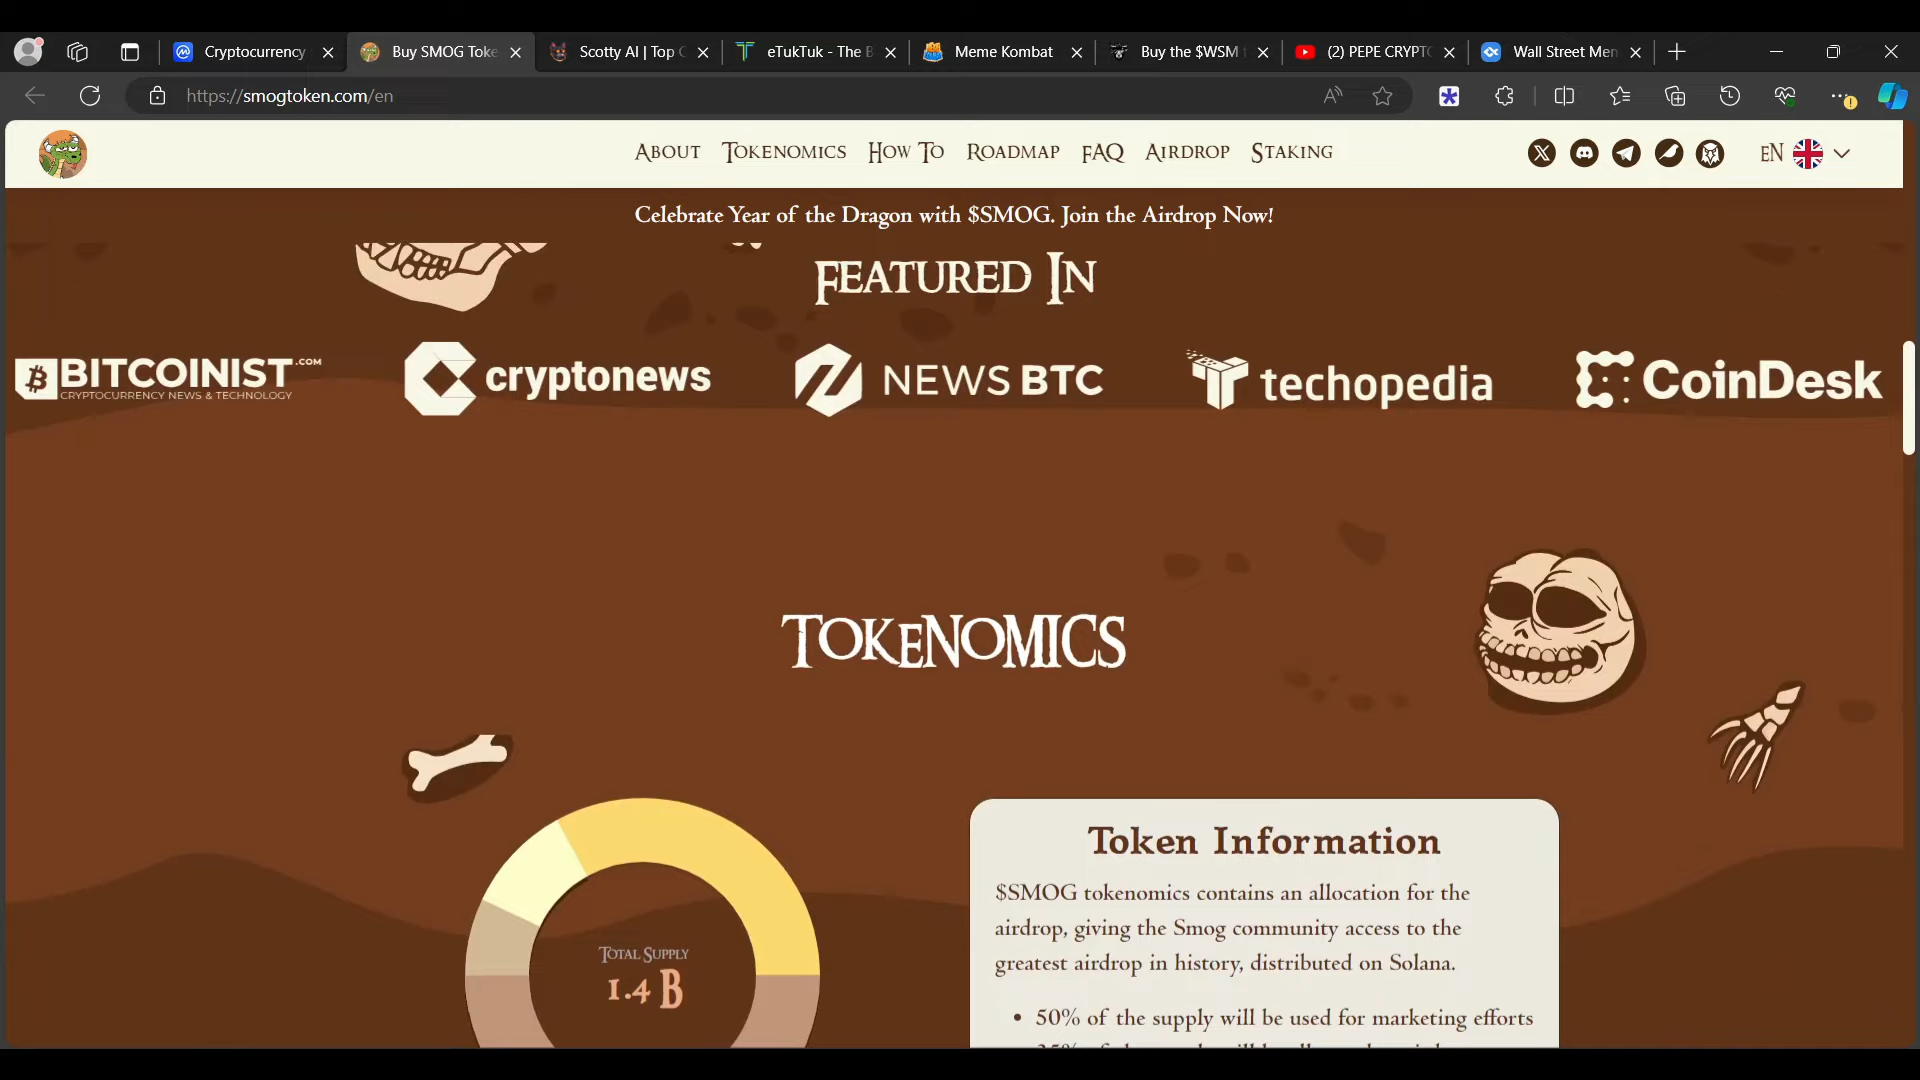 Cryptocurrency
Buy SMOG Toke
Scotty AI | Top C
eTukTuk - The B
Meme Kombat
Buy the $WSM
(2) PEPE CRYPTO
Wall Street Mem
https://smogtoken.com/en
About
Tokenomics
How To
Roadmap
FAQ
Airdrop
Staking
EN
Celebrate Year of the Dragon with $SMOG. Join the Airdrop Now!
Featured In
BITCOINIST.COM
CRYPTOCURRENCY NEWS & TECHNOLOGY
cryptonews
NEWS BTC
techopedia
CoinDesk
Tokenomics
Total Supply
1.4 B
Token Information
$SMOG tokenomics contains an allocation for the
airdrop, giving the Smog community access to the
greatest airdrop in history, distributed on Solana.
• 50% of the supply will be used for marketing efforts